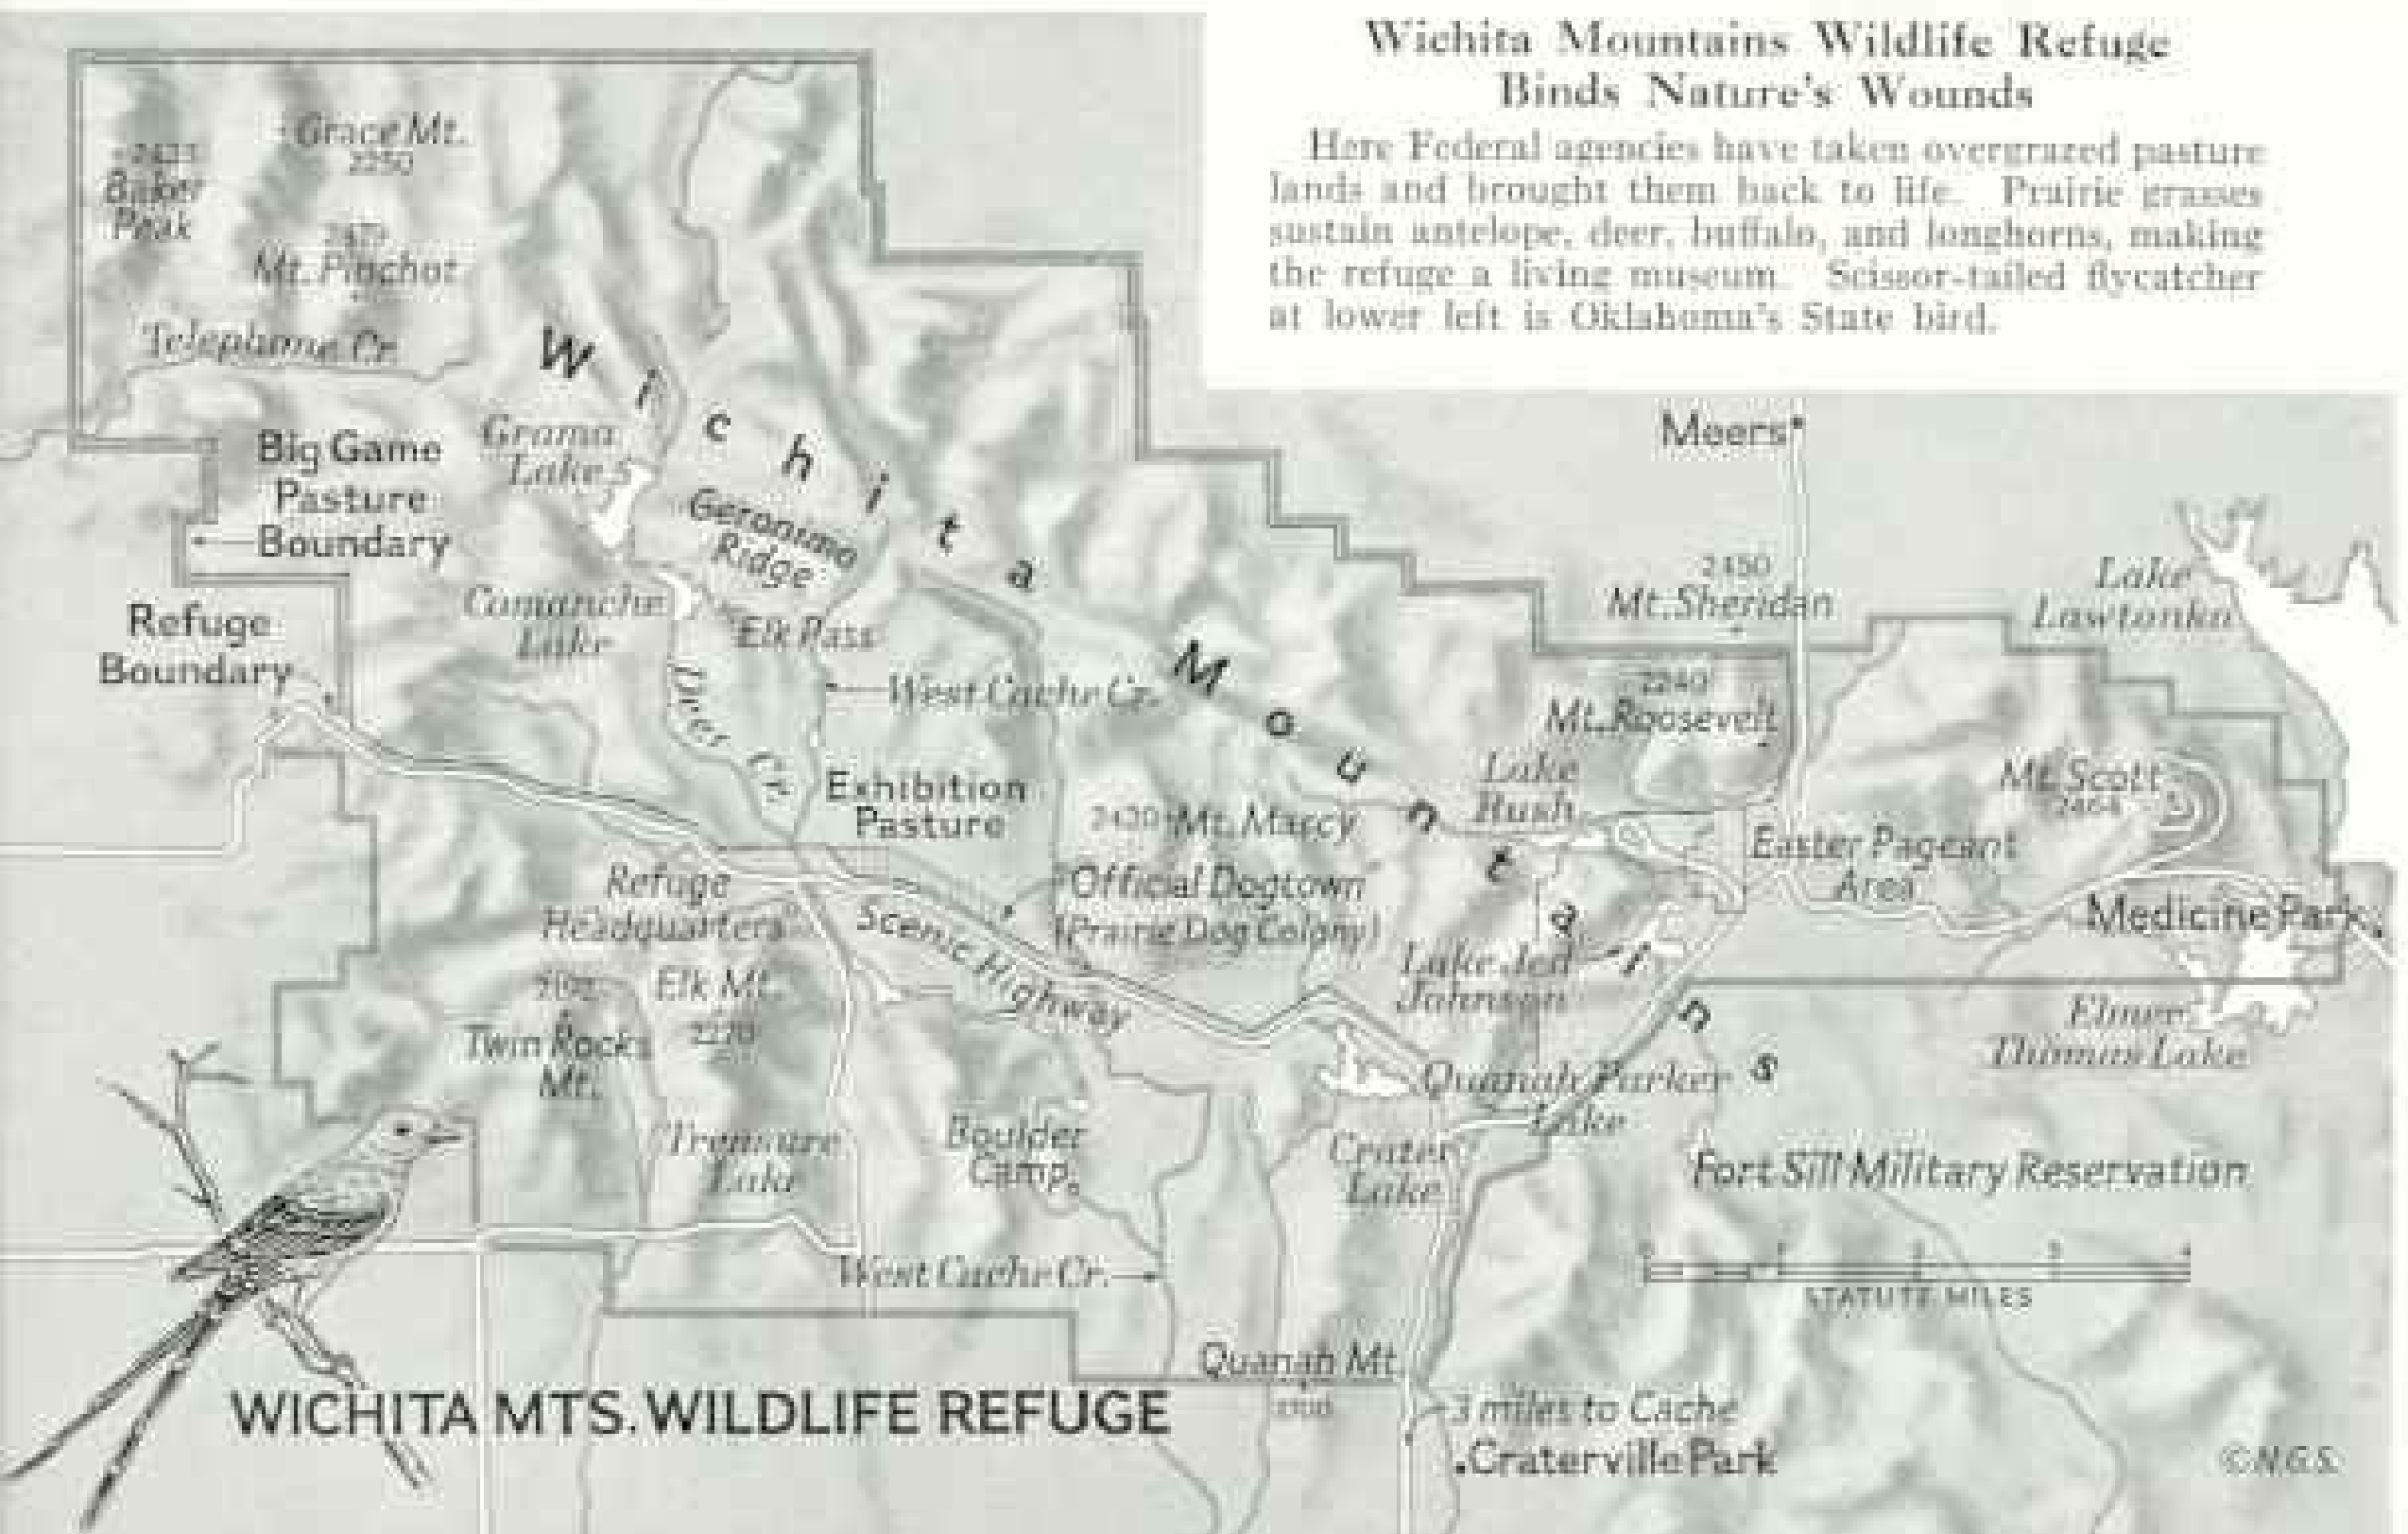 Wichita Mountains Wildlife Refuge
Binds Nature's Wounds
Here Federal agencies have taken overgrazed pasture
lands and brought them back to life. Prairie grasses
sustain antelope, deer, buffalo, and longhorns, making
the refuge a living museum. Scissor-tailed flycatcher
at lower left is Oklahoma's State bird.
Grace Mt.
2250
Baker
Peak
Mt. Pinchot
Telephone Cr.
Wichita Mountains
Meers
Grama
Lake
Big Game
Pasture
Boundary
Geronimo
Ridge
2450
Mt. Sheridan
Lake
Lawtonka
Comanche
Lake
Elk Pass
Refuge
Boundary
West Cache Cr.
Deer Cr.
2240
Mt. Roosevelt
Lake
Rush
Mt. Scott
2464
Exhibition
Pasture
2420 Mt. Marcy
Easter Pageant
Area
Refuge
Headquarters
Official Dogtown
(Prairie Dog Colony)
Scenic Highway
Medicine Park
Lake Jed
Johnson
Elk Mt.
2270
Twin Rocks
Mt.
Elmer
Thomas Lake
Quanah Parker
Lake
Treasure
Lake
Boulder
Camp
Crater
Lake
Fort Sill Military Reservation
West Cache Cr.
STATUTE MILES
Quanah Mt.
WICHITA MTS. WILDLIFE REFUGE
3 miles to Cache
Craterville Park
© N.G.S.